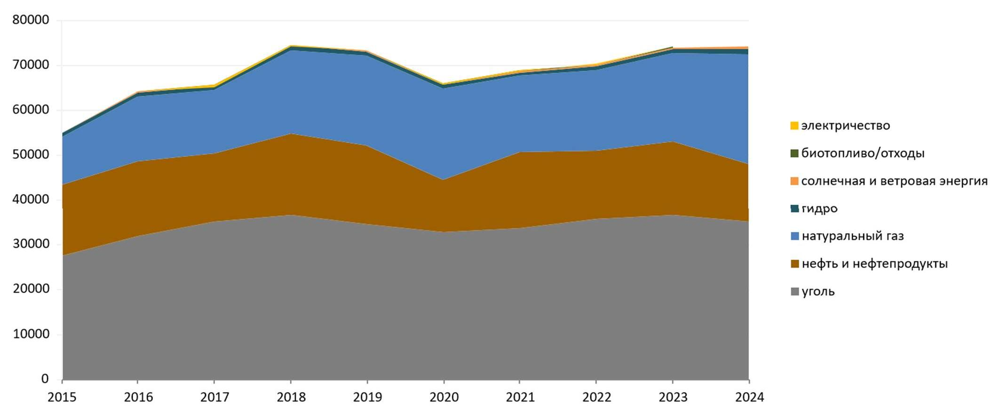 80000
70000
60000
50000
40000
30000
20000
10000
0
2015 2016 2017 2018 2019 2020 2021 2022 2023 2024
электричество
биотопливо/отходы
солнечная и ветровая энергия
гидро
натуральный газ
нефть и нефтепродукты
уголь